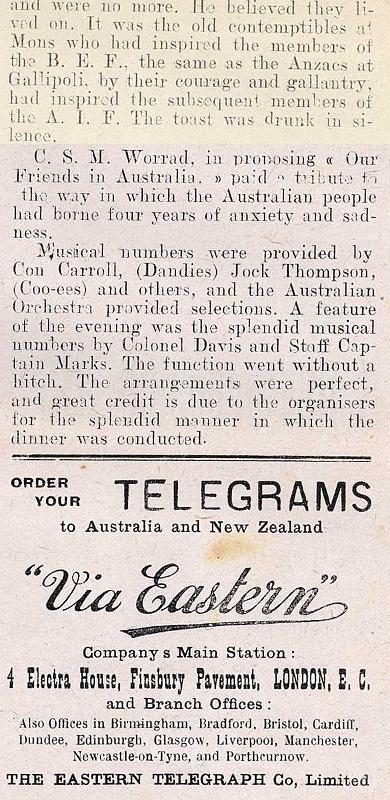 and were no more. He believed they li-
ved on. It was the old contemptibles at
Mons who had inspired the members of
the B. E. F., the same as the Anzacs at
Gallipoli, by their courage and gallantry,
had inspired the subsequent members of
the A. I. F. The toast was drunk in si-
lence.
C. S. M. Worrad, in proposing « Our
Friends in Australia. » paid a tribute to
the way in which the Australian people
had borne four years of anxiety and sad-
ness.
Musical numbers were provided by
Con Carroll, (Dandies) Jock Thompson,
(Coo-ees) and others, and the Australian
Orchestra provided selections. A feature
of the evening was the splendid musical
numbers by Colonel Davis and Staff Cap-
tain Marks. The function went without a
hitch. The arrangements were perfect,
and great credit is due to the organisers
for the splendid manner in which the
dinner was conducted.
ORDER YOUR TELEGRAMS
to Australia and New Zealand
"Via Eastern"
Company s Main Station :
4 Electra House, Finsbury Pavement, LONDON, E. C.
and Branch Offices :
Also Offices in Birmingham, Bradford, Bristol, Cardiff,
Dundee, Edinburgh, Glasgow, Liverpool, Manchester,
Newcastle-on-Tyne, and Porthcurnow.
THE EASTERN TELEGRAPH Co, Limited